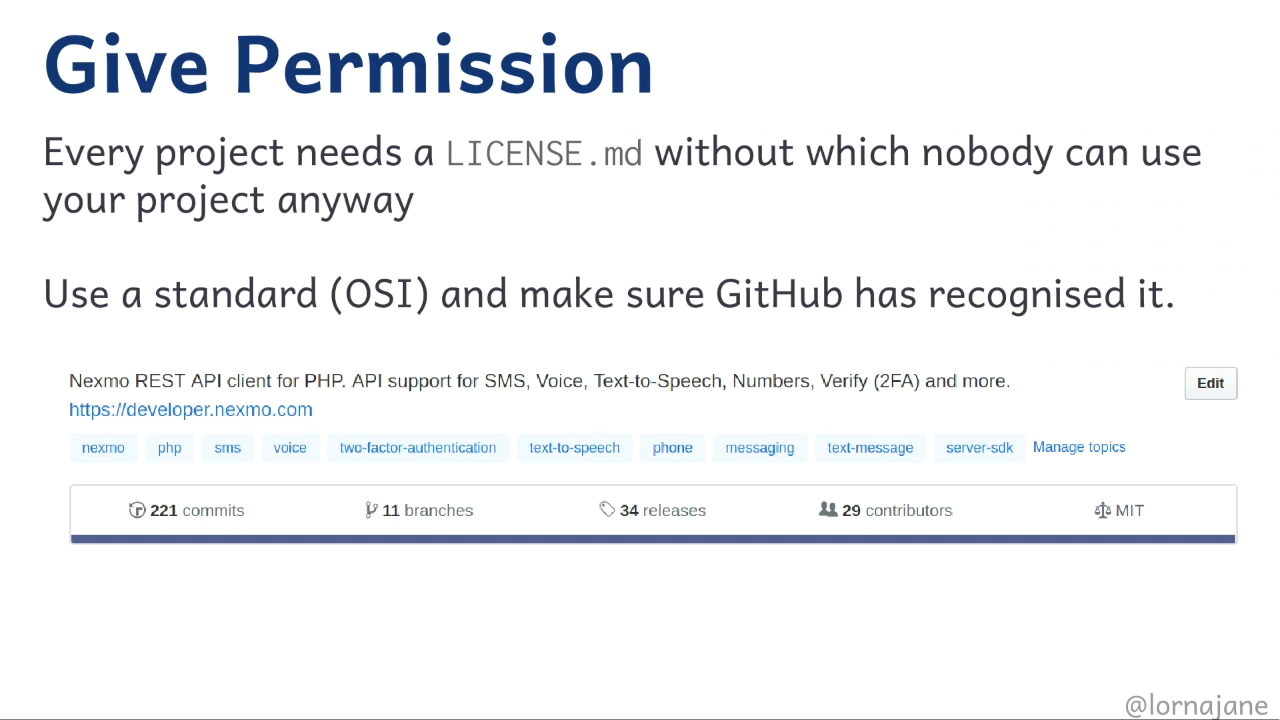 Give Permission
Every project needs a LICENSE.md without which nobody can use
your project anyway
Use a standard (OSI) and make sure GitHub has recognised it.
Nexmo REST API client for PHP. API support for SMS, Voice, Text-to-Speech, Numbers, Verify (2FA) and more.
Edit
https://developer.nexmo.com
nexmo php sms voice two-factor-authentication text-to-speech phone messaging text-message server-sdk Manage topics
221 commits 11 branches 34 releases 29 contributors MIT
@lornajane